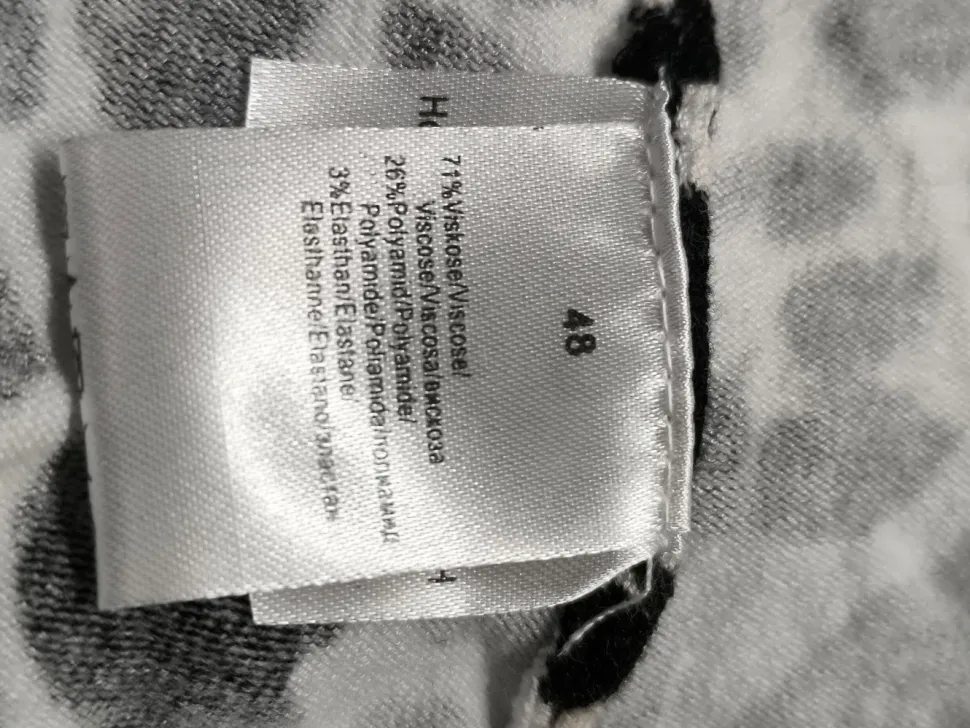 48
71%Viskose/Viscose/
Viscose/Viscosa/вискоза
26%Polyamid/Polyamide/
Polyamide/Poliamida/полиамид
3%Elasthan/Elastane/
Elasthanne/Elastano/эластан